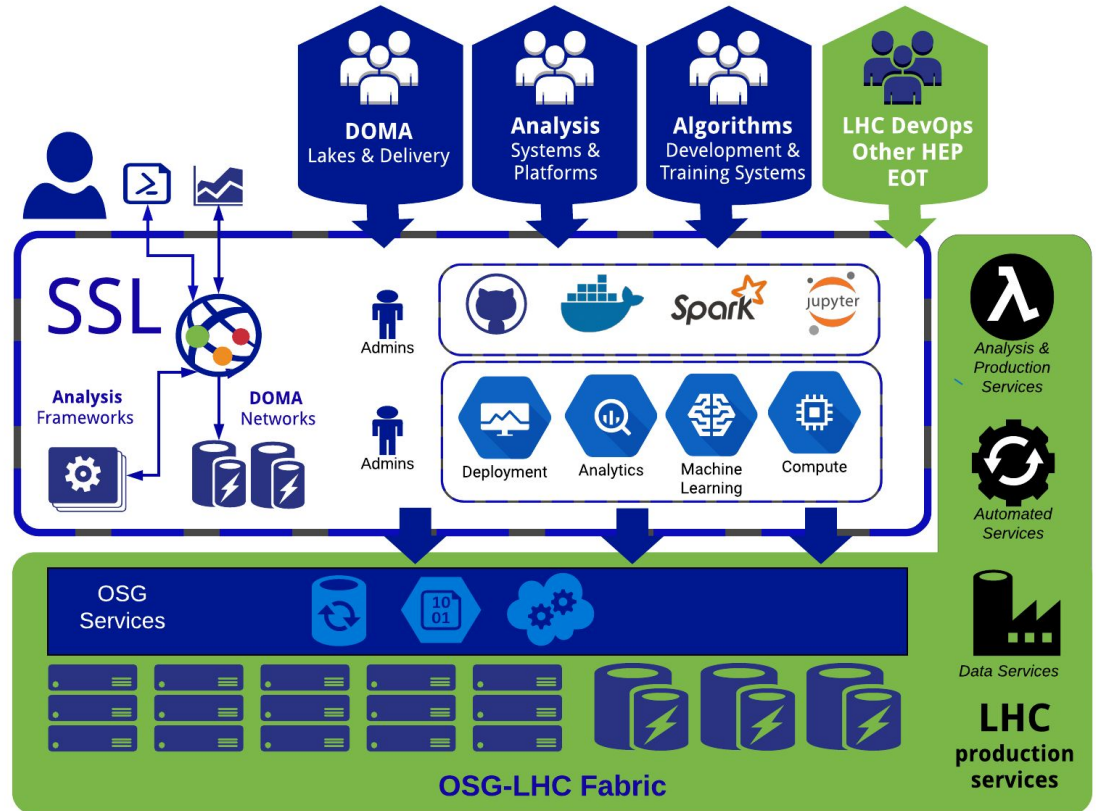 DOMA
Lakes & Delivery
Analysis
Systems &
Platforms
Algorithms
Development &
Training Systems
LHC DevOps
Other HEP
EOT
SSL
Admins
Spark
jupyter
Analysis
Frameworks
DOMA
Networks
Admins
Deployment
Analytics
Machine
Learning
Compute
Analysis &
Production
Services
Automated
Services
Data Services
LHC
production
services
OSG
Services
10
01
OSG-LHC Fabric